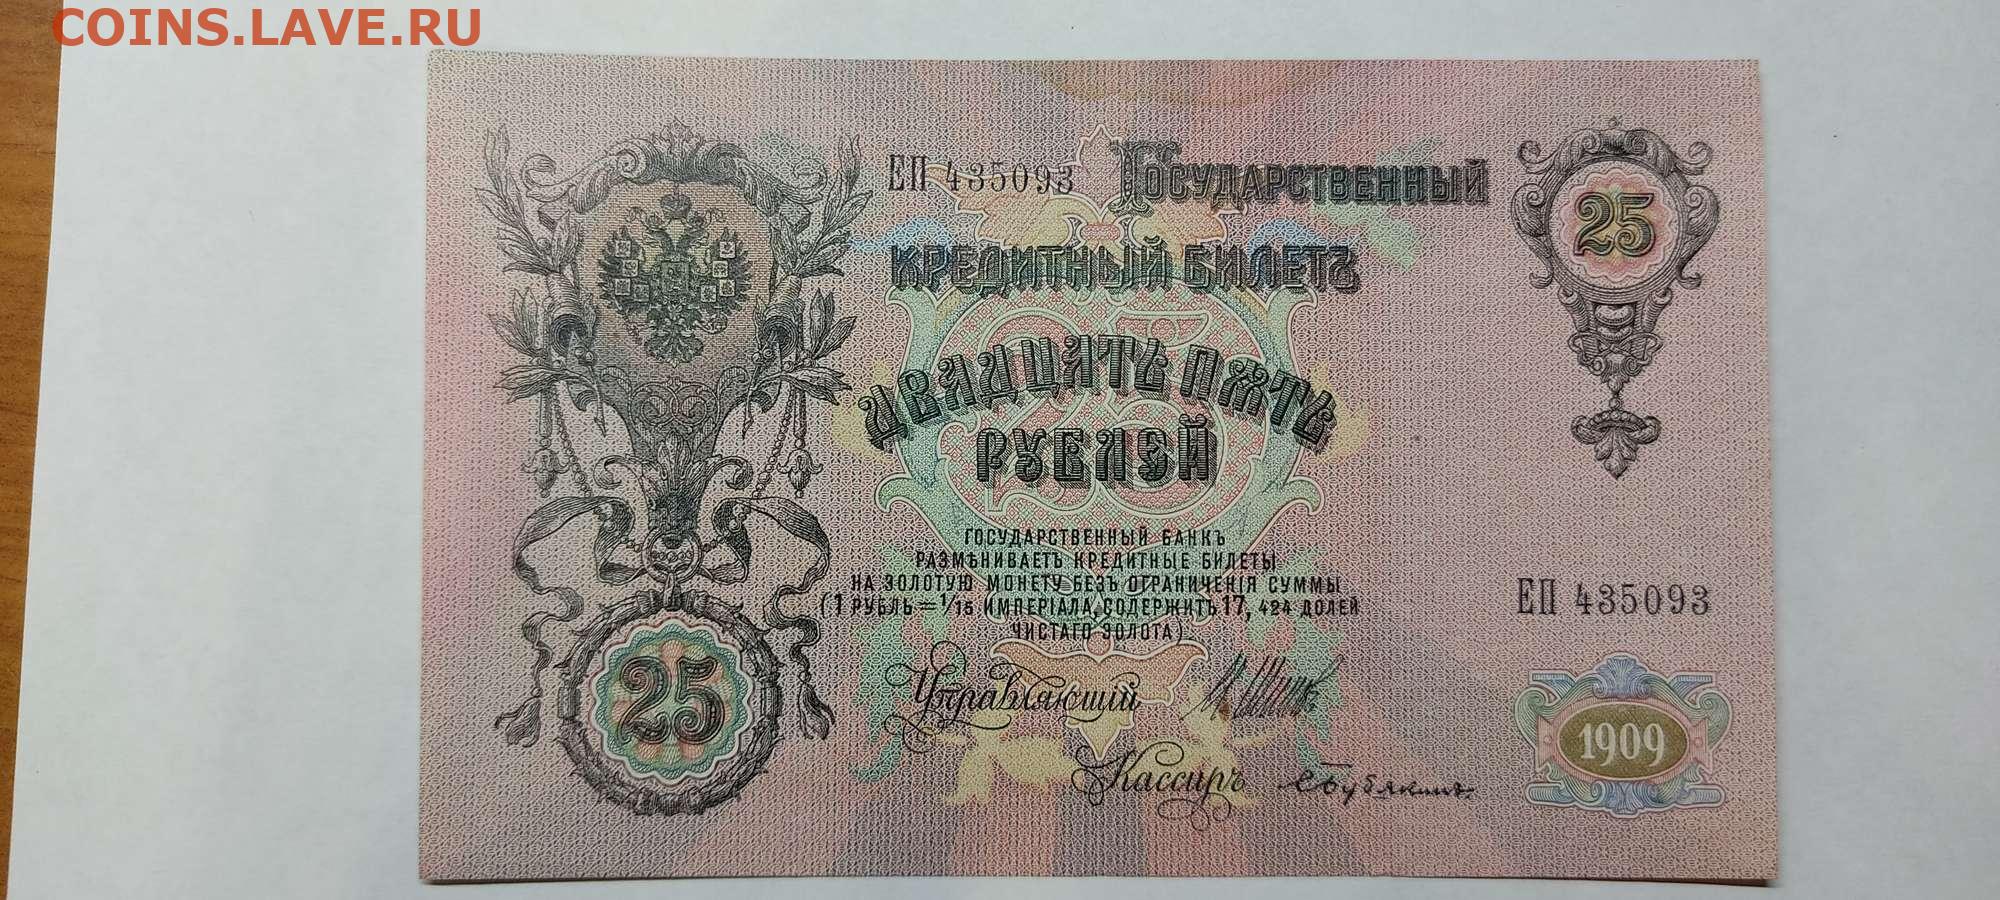 COINS.LAVE.RU
ЕП 435093 Государственный
25
Кредитный Билетъ
Двадцать пять
рублей
Государственный Банкъ
размѣниваетъ кредитные билеты
на золотую монету безъ ограниченія суммы
(1 рубль = 1/15 имперіала, содержитъ 17,424 долей
чистаго золота)
ЕП 435093
25
Управляющій
1909
Кассиръ